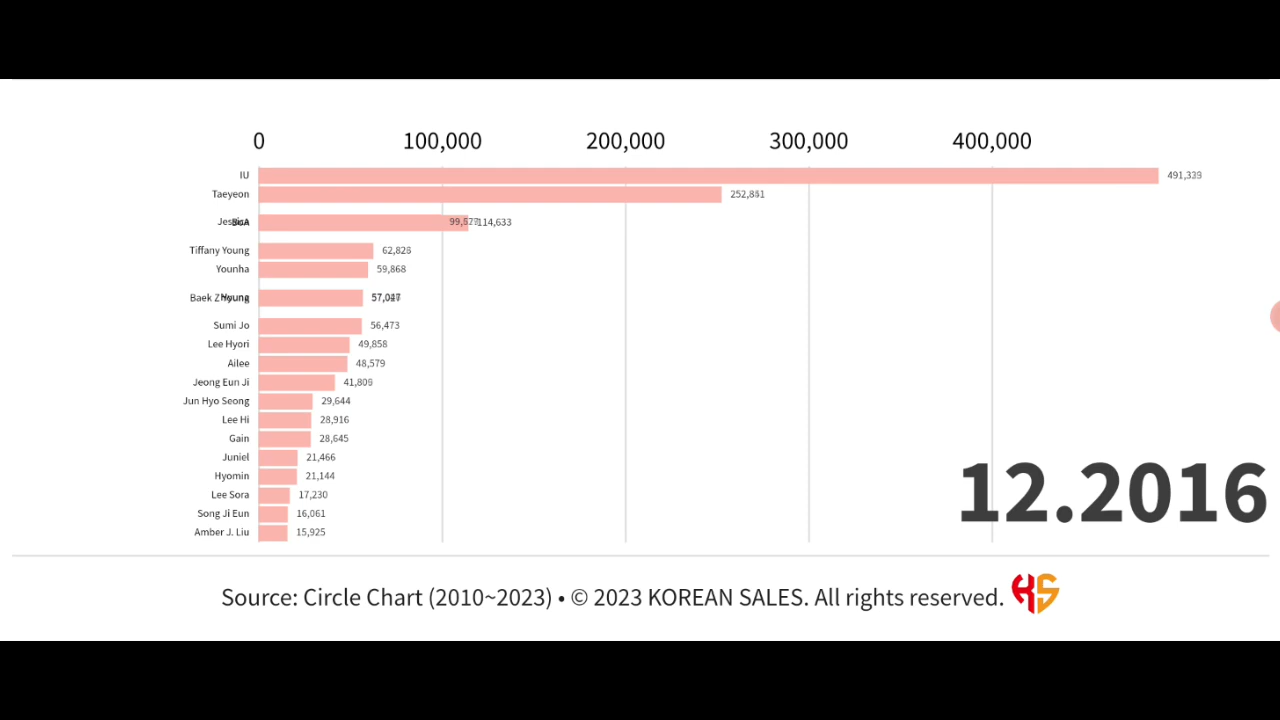 0 100,000 200,000 300,000 400,000
IU 491,339
Taeyeon
114,633
Tiffany Young 62,828
Younha 59,868
Sumi Jo 56,473
Lee Hyori 49,858
Ailee 48,579
Jeong Eun Ji 41,809
Jun Hyo Seong 29,644
Lee Hi 28,916
Gain 28,645
Juniel 21,466
Hyomin 21,144
Lee Sora 17,230
Song Ji Eun 16,061
Amber J. Liu 15,925
12.2016
Source: Circle Chart (2010~2023) • © 2023 KOREAN SALES. All rights reserved. KS